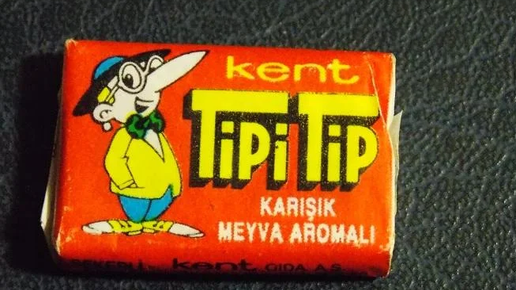 kent
TiPiTip
KARIŞIK
MEYVA AROMALI
kent GIDA A.Ş.